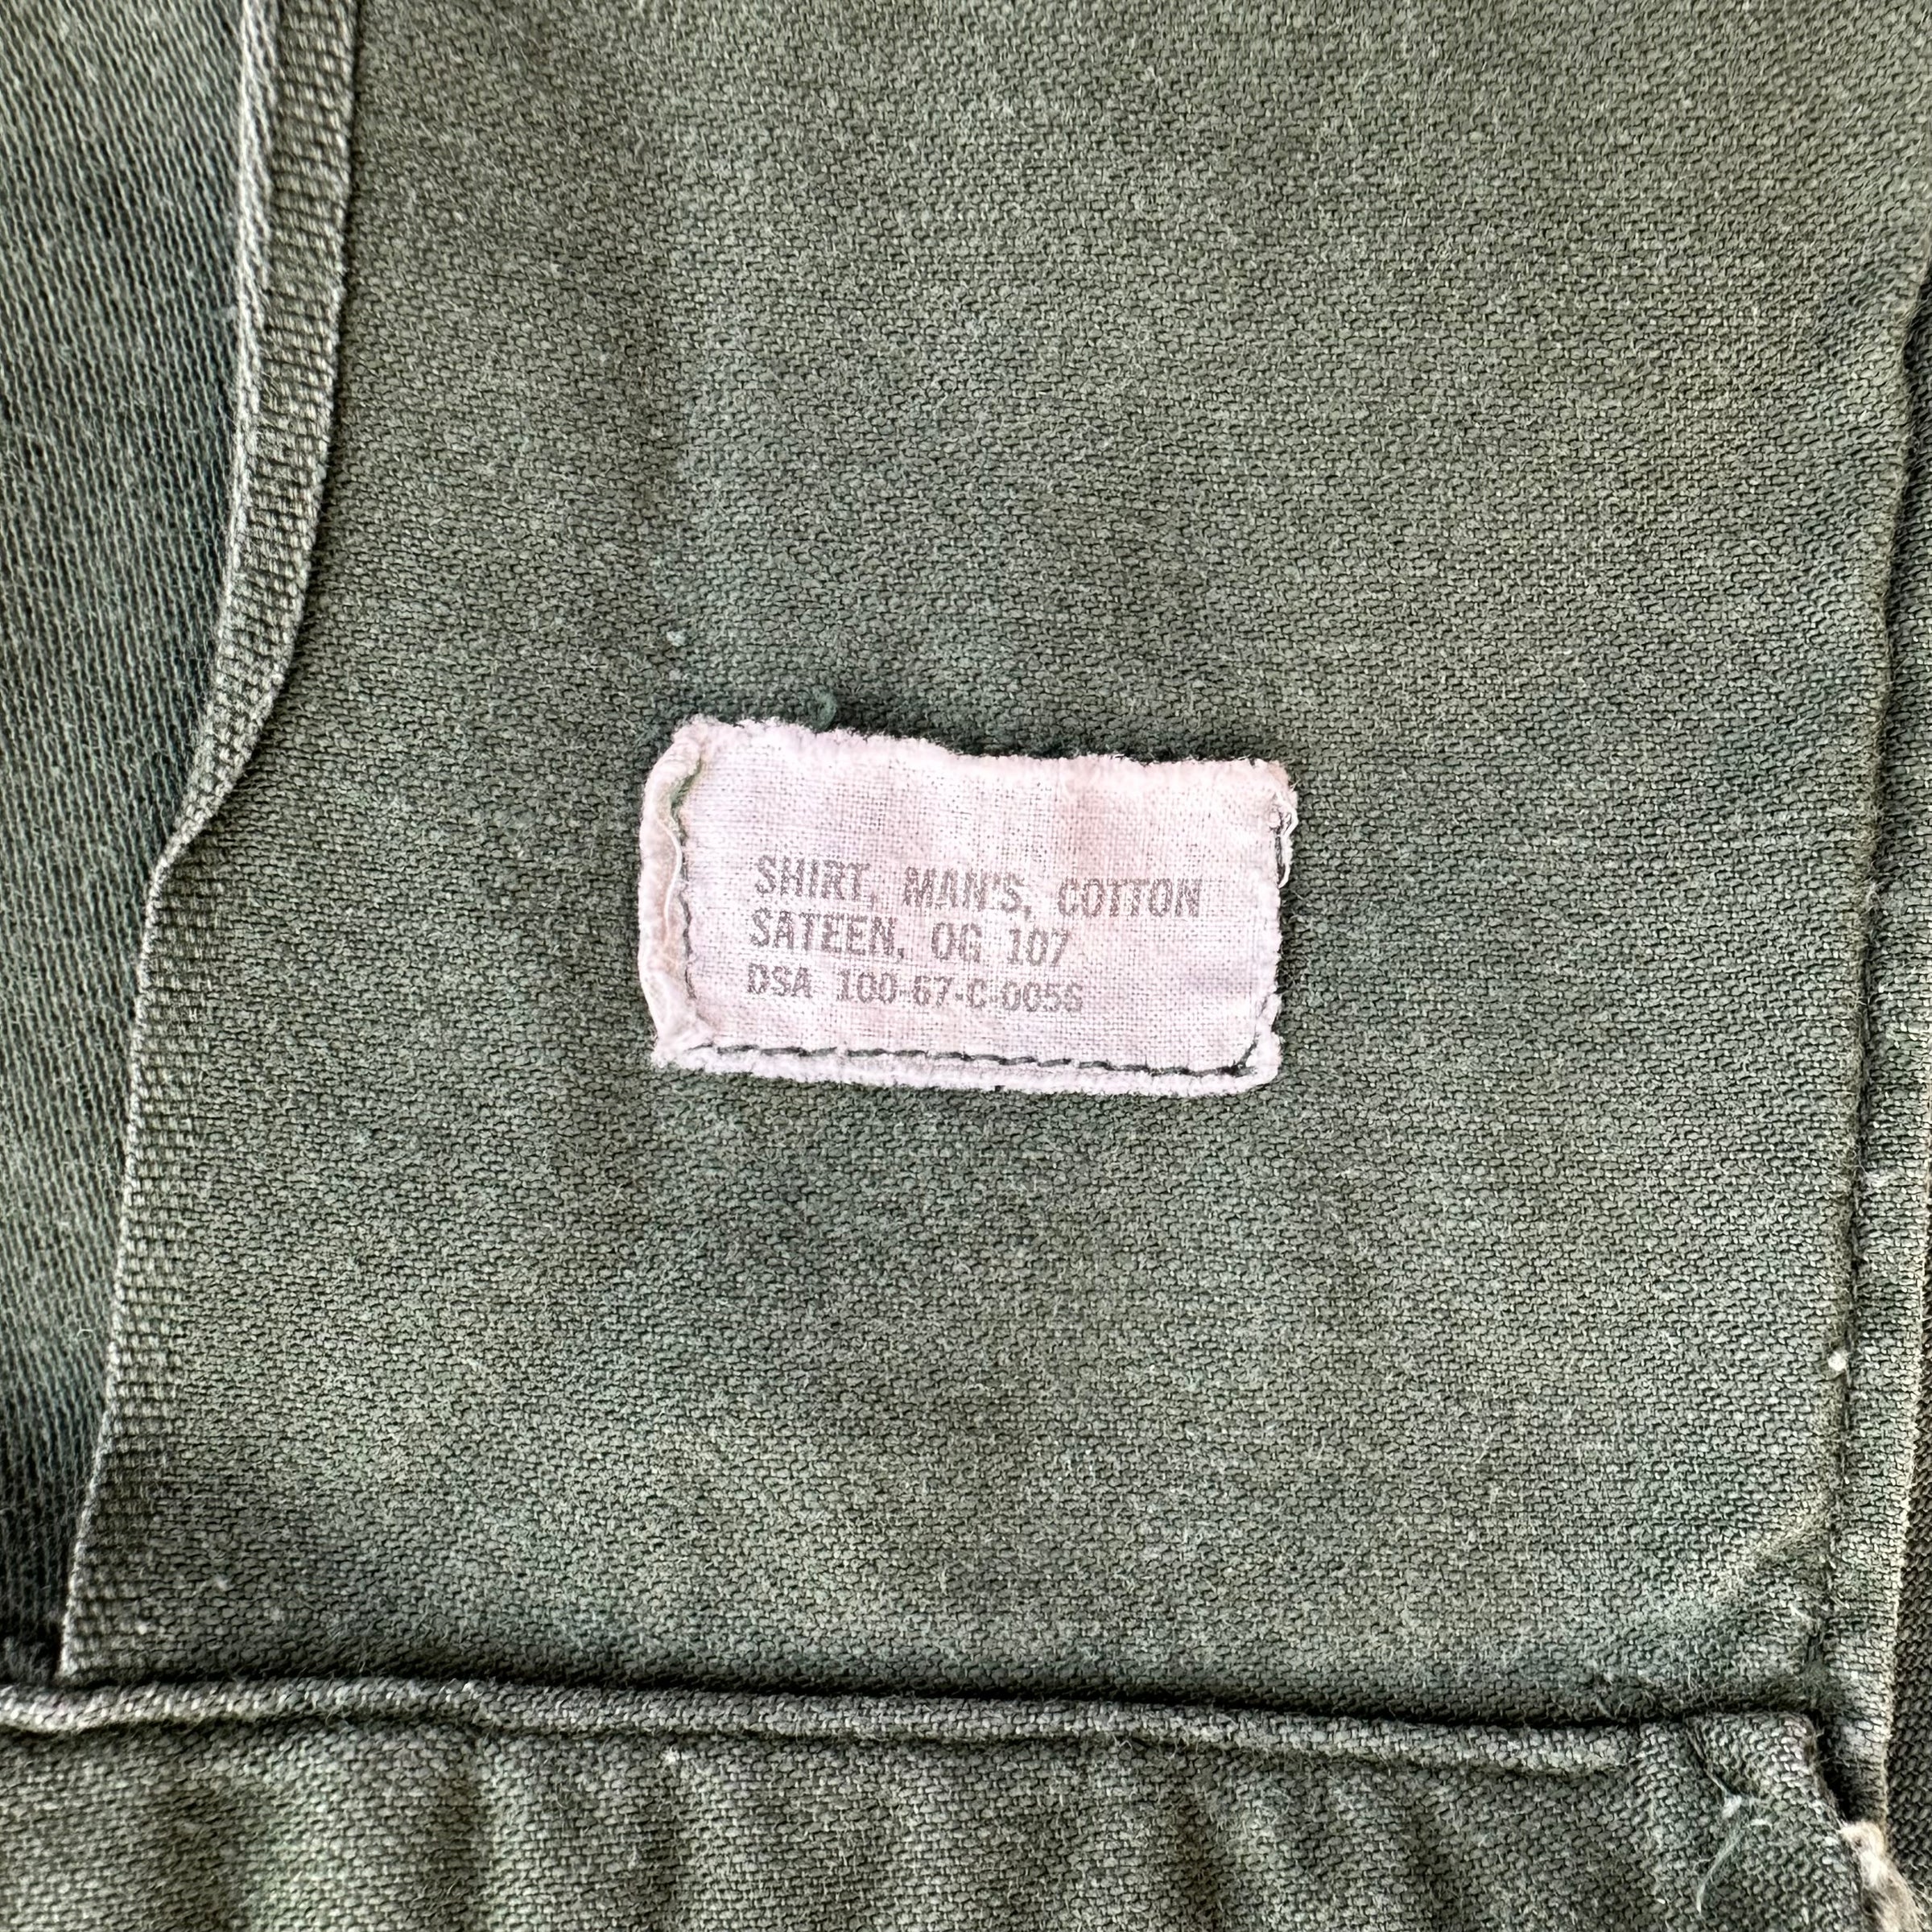 SHIRT, MAN'S, COTTON
SATEEN, OG 107
DSA 100-67-C-0056